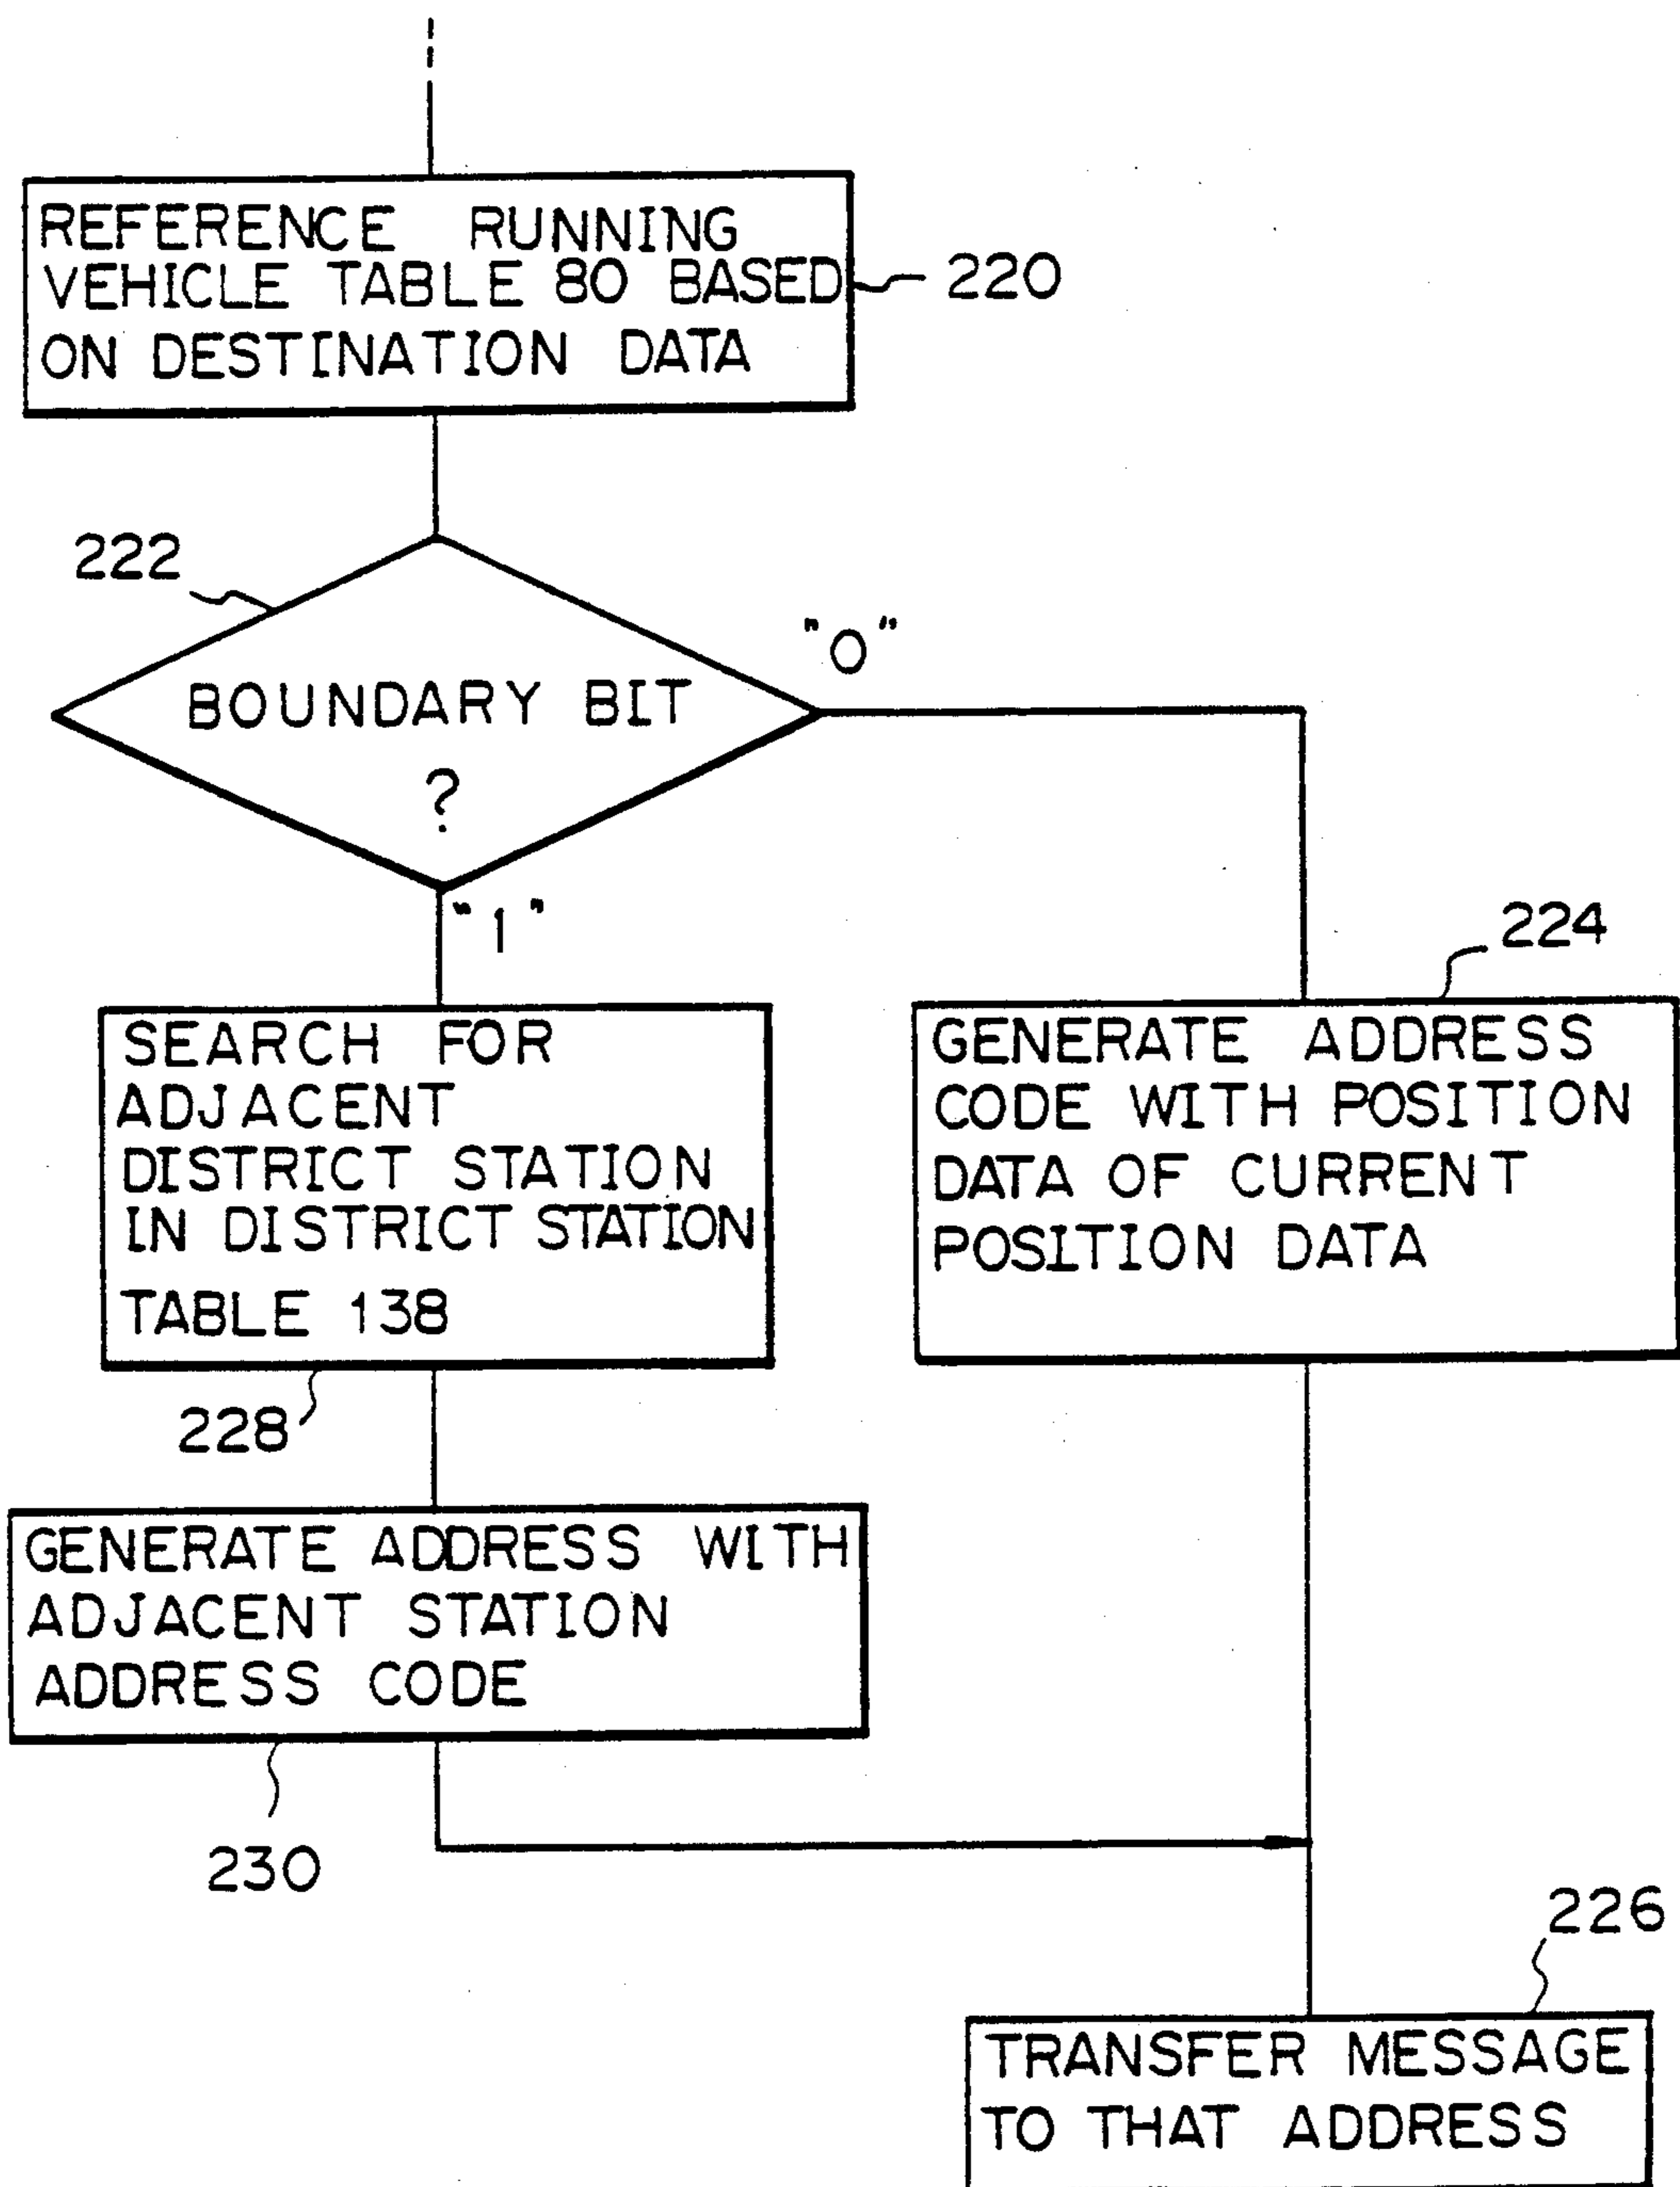 REFERENCE RUNNING
VEHICLE TABLE 80 BASED
ON DESTINATION DATA
220
222
"0"
BOUNDARY BIT
?
"1"
224
SEARCH FOR
ADJACENT
DISTRICT STATION
IN DISTRICT STATION
TABLE 138
228
GENERATE ADDRESS
CODE WITH POSITION
DATA OF CURRENT
POSITION DATA
GENERATE ADDRESS WITH
ADJACENT STATION
ADDRESS CODE
230
226
TRANSFER MESSAGE
TO THAT ADDRESS